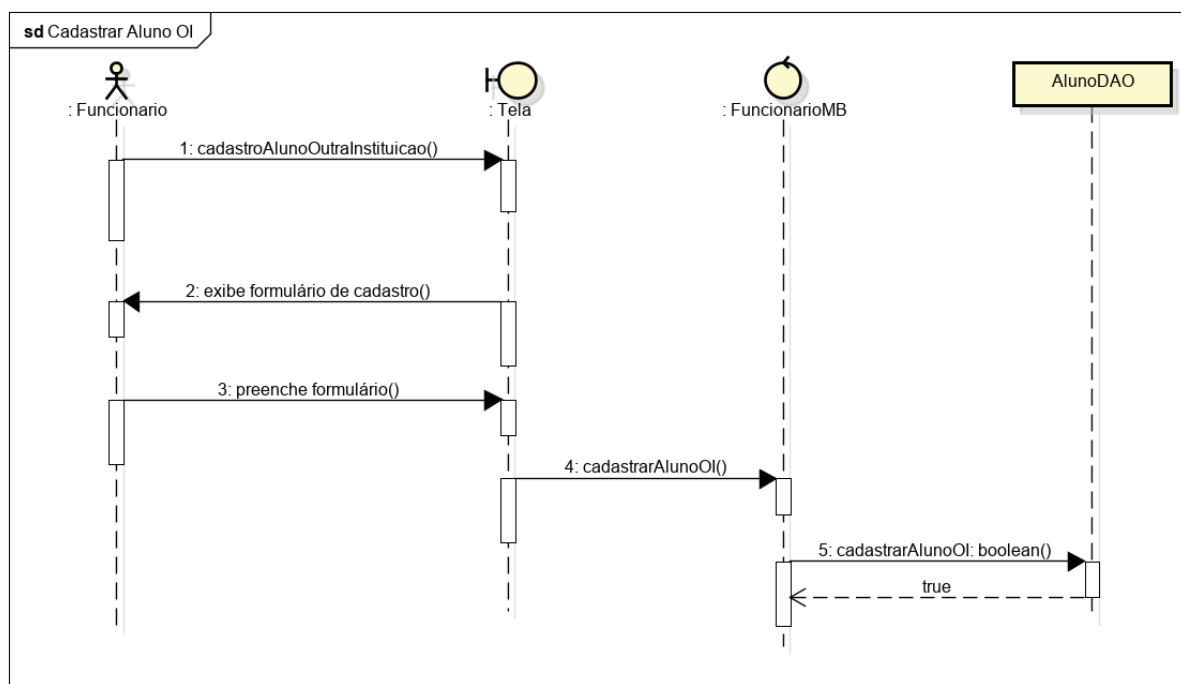 sd Cadastrar Aluno OI
: Funcionario
: Tela
: FuncionarioMB
AlunoDAO
1: cadastroAlunoOutraInstituicao()
2: exibe formulário de cadastro()
3: preenche formulário()
4: cadastrarAlunoOI()
5: cadastrarAlunoOI: boolean()
true